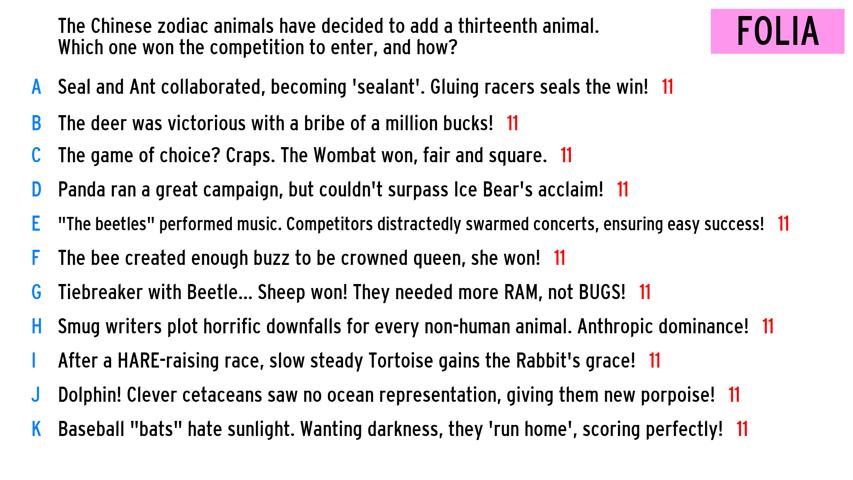 The Chinese zodiac animals have decided to add a thirteenth animal.
Which one won the competition to enter, and how?
FOLIA
A Seal and Ant collaborated, becoming 'sealant'. Gluing racers seals the win! 11
B The deer was victorious with a bribe of a million bucks! 11
C The game of choice? Craps. The Wombat won, fair and square. 11
D Panda ran a great campaign, but couldn't surpass Ice Bear's acclaim! 11
E "The beetles" performed music. Competitors distractedly swarmed concerts, ensuring easy success! 11
F The bee created enough buzz to be crowned queen, she won! 11
G Tiebreaker with Beetle... Sheep won! They needed more RAM, not BUGS! 11
H Smug writers plot horrific downfalls for every non-human animal. Anthropic dominance! 11
I After a HARE-raising race, slow steady Tortoise gains the Rabbit's grace! 11
J Dolphin! Clever cetaceans saw no ocean representation, giving them new porpoise! 11
K Baseball "bats" hate sunlight. Wanting darkness, they 'run home', scoring perfectly! 11